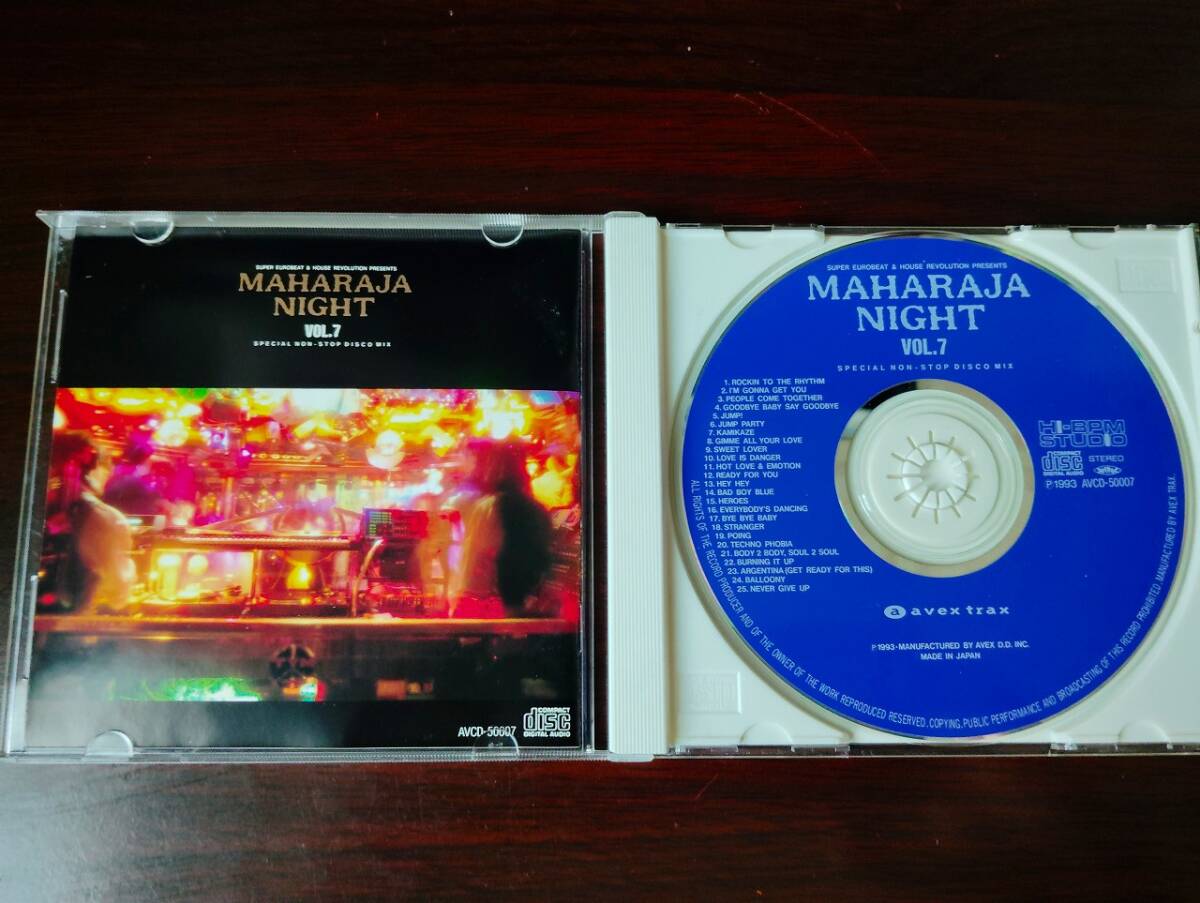 SUPER EUROBEAT & HOUSE REVOLUTION PRESENTS
MAHARAJA
NIGHT
VOL.7
SPECIAL NON-STOP DISCO MIX
AVCD-50007
COMPACT
disc
DIGITAL AUDIO
SUPER EUROBEAT & HOUSE REVOLUTION PRESENTS
MAHARAJA
NIGHT
VOL.7
SPECIAL NON-STOP DISCO MIX
1. ROCKIN TO THE RHYTHM
2. I'M GONNA GET YOU
3. PEOPLE COME TOGETHER
4. GOODBYE BABY SAY GOODBYE
5. JUMP!
6. JUMP PARTY
7. KAMIKAZE
8. GIMME ALL YOUR LOVE
9. SWEET LOVER
10. LOVE IS DANGER
11. HOT LOVE & EMOTION
12. READY FOR YOU
13. HEY HEY
14. BAD BOY BLUE
15. HEROES
16. EVERYBODY'S DANCING
17. BYE BYE BABY
18. STRANGER
19. POING
20. TECHNO PHOBIA
21. BODY 2 BODY, SOUL 2 SOUL
22. BURNING IT UP
23. ARGENTINA (GET READY FOR THIS)
24. BALLOONY
25. NEVER GIVE UP
HI-BPM
STUDIO
COMPACT
disc
DIGITAL AUDIO
STEREO
℗1993 AVCD-50007
a avex trax
℗1993·MANUFACTURED BY AVEX D.D. INC.
MADE IN JAPAN
ALL RIGHTS OF THE RECORD PRODUCER AND OF THE OWNER OF THE WORK REPRODUCED RESERVED. COPYING, PUBLIC PERFORMANCE AND BROADCASTING OF THIS RECORD PROHIBITED. MANUFACTURED BY AVEX TRAX.